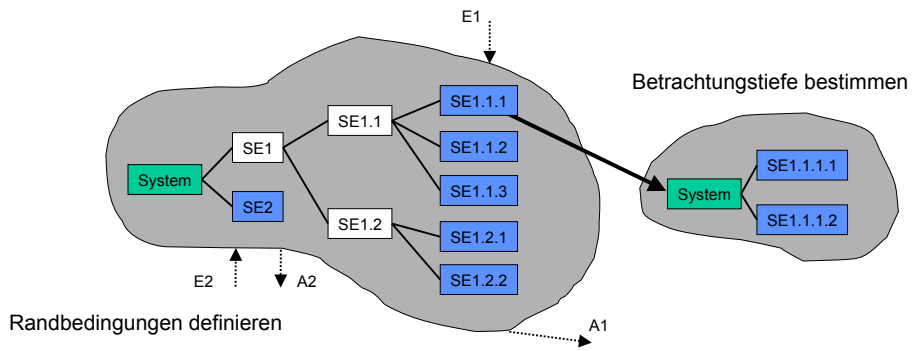 E1
Betrachtungstiefe bestimmen
SE1.1.1
SE1.1
SE1
SE1.1.2
SE1.1.1.1
System
SE1.1.3
System
SE2
SE1.2
SE1.2.1
SE1.1.1.2
SE1.2.2
E2
A2
Randbedingungen definieren
A1